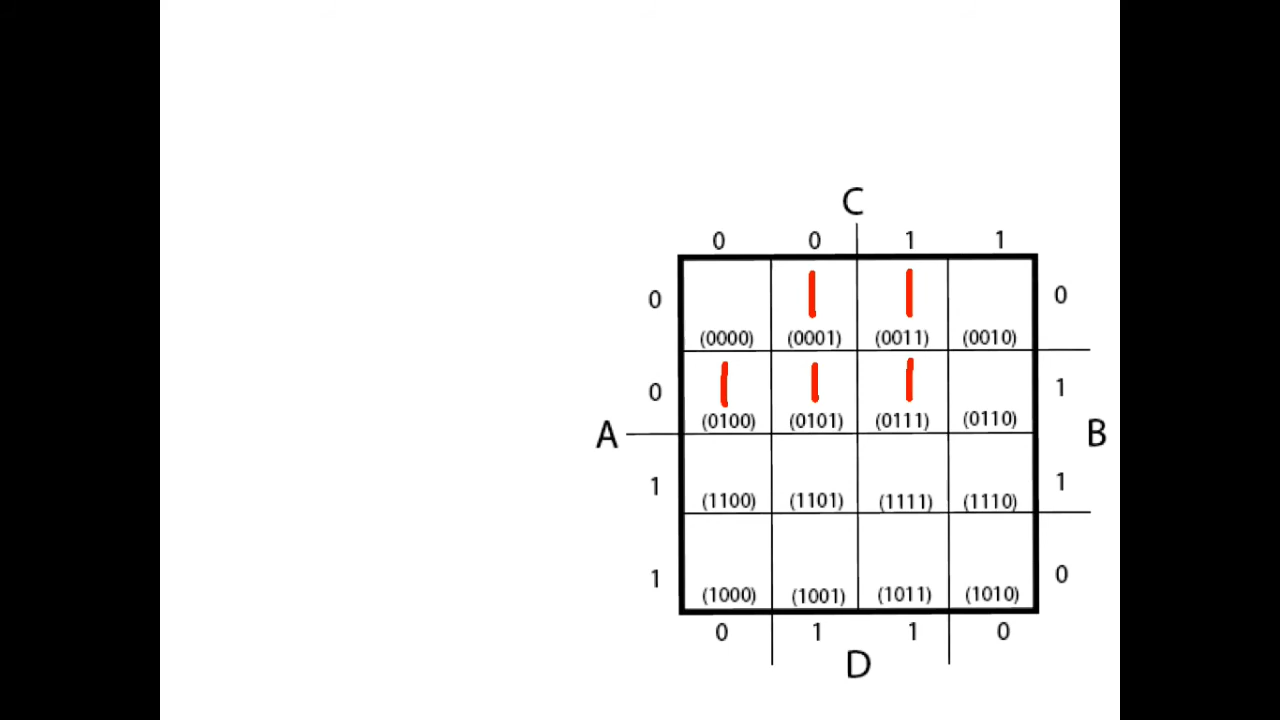 C
0 0 1 1
0 1 1 0
(0000) (0001) (0011) (0010)
0 1 1 1 1
(0100) (0101) (0111) (0110)
A B
1 1
(1100) (1101) (1111) (1110)
1 0
(1000) (1001) (1011) (1010)
0 1 1 0
D